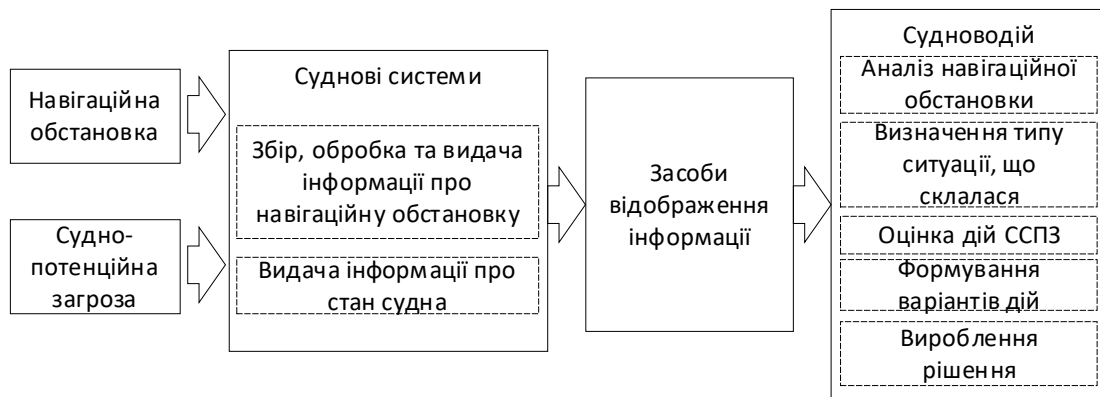 Навігаційна
обстановка
Судно-
потенційна
загроза
Суднові системи
Збір, обробка та видача
інформації про
навігаційну обстановку
Видача інформації про
стан судна
Засоби
відображення
інформації
Судноводій
Аналіз навігаційної
обстановки
Визначення типу
ситуації, що
склалася
Оцінка дій ССПЗ
Формування
варіантів дій
Вироблення
рішення